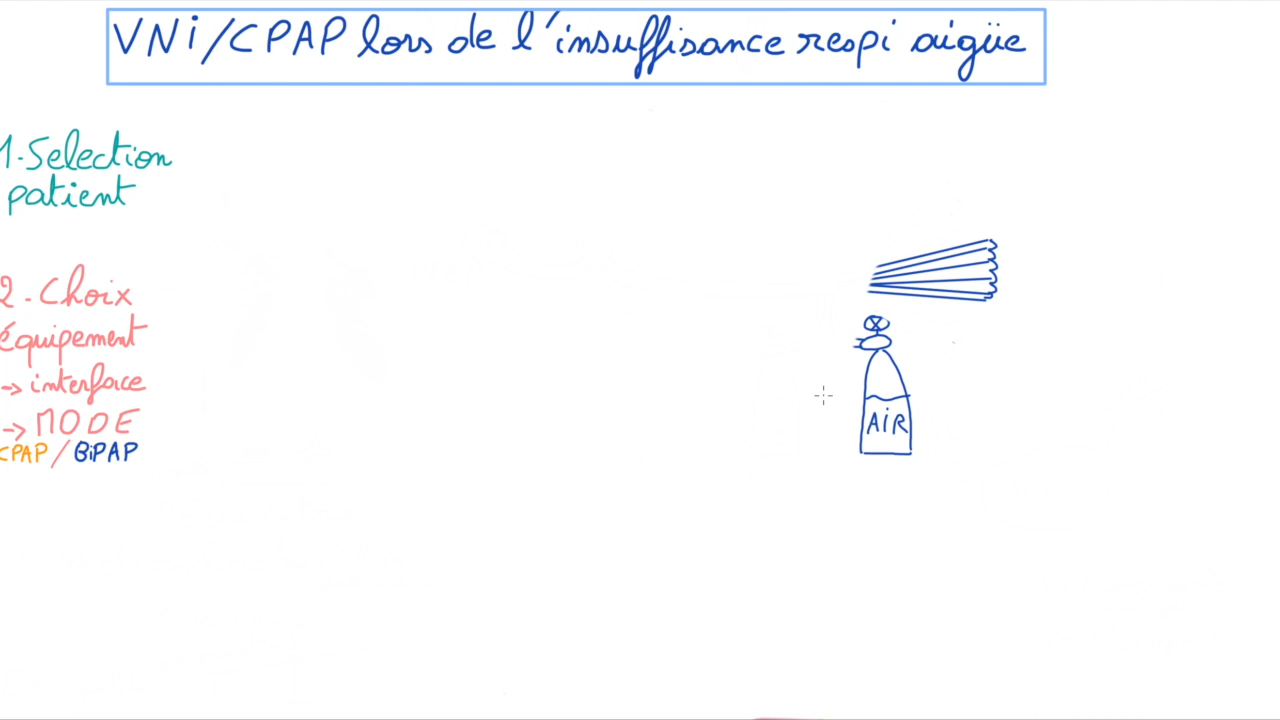 VNi/CPAP lors de l'insuffisance respi aigüe
1-Selection
patient
2-Choix
équipement
-> interface
-> MODE
CPAP/BiPAP
AiR